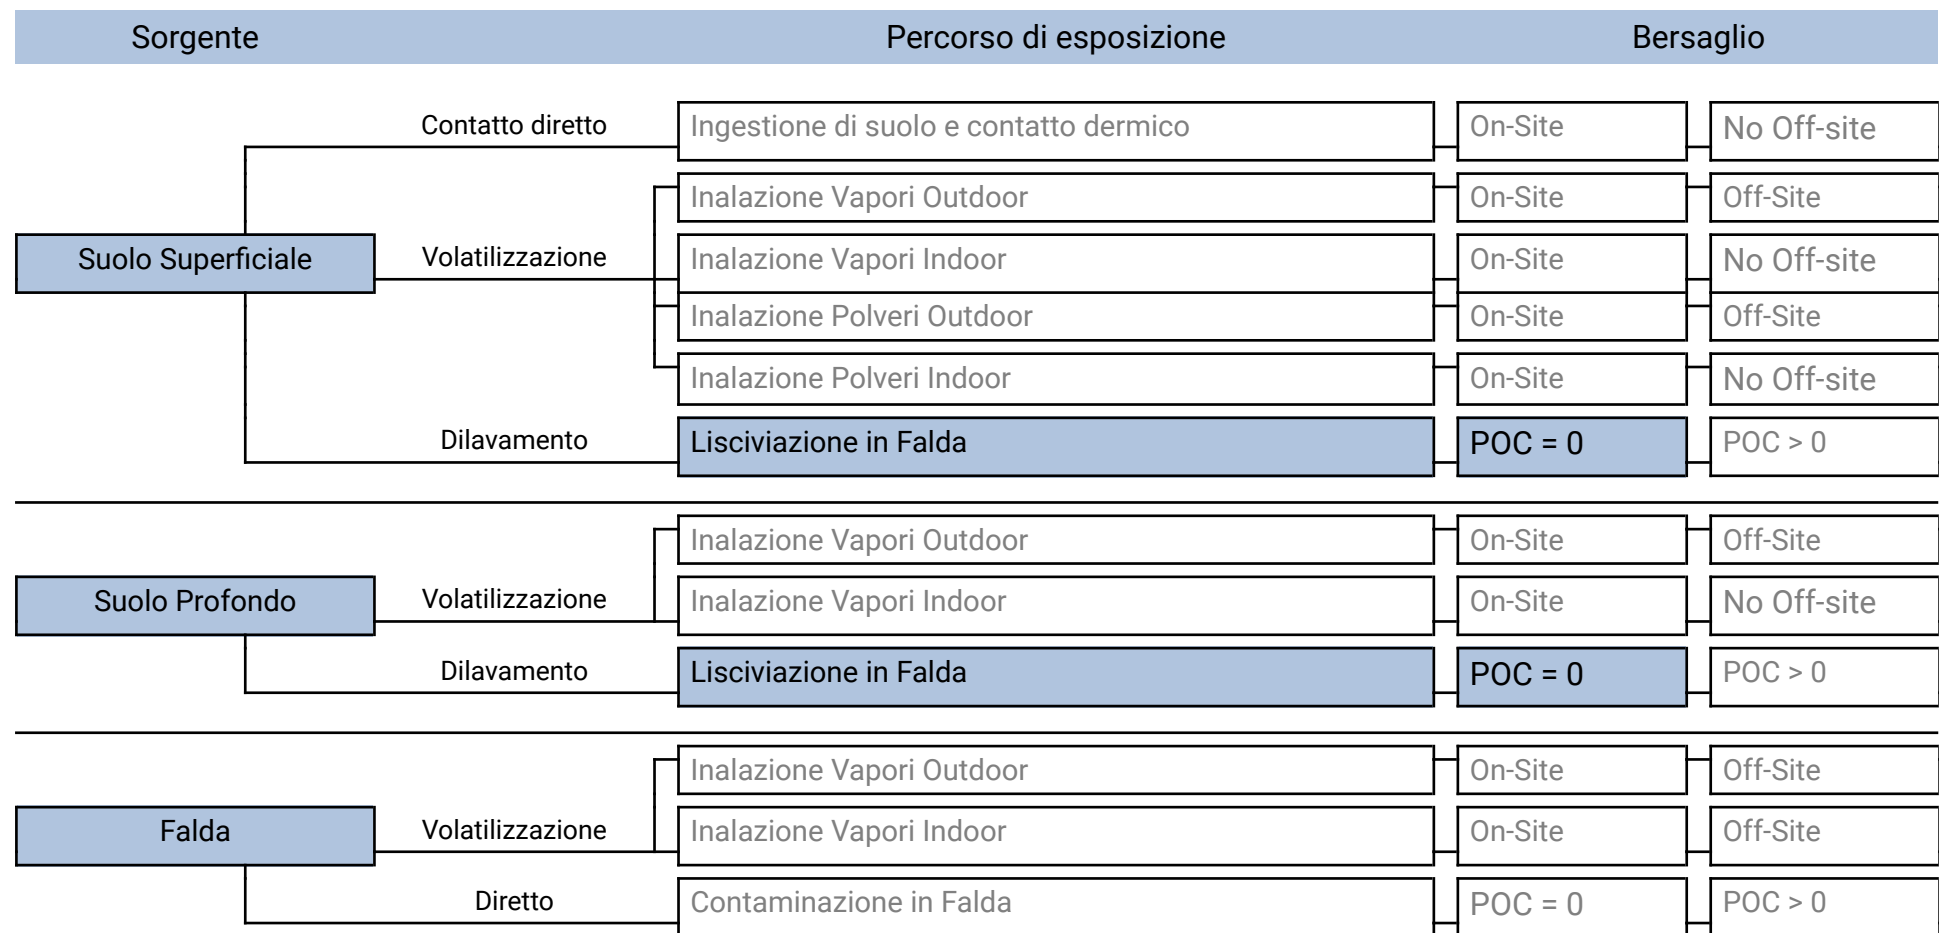 Sorgente Percorso di esposizione Bersaglio
Contatto diretto Ingestione di suolo e contatto dermico On-Site No Off-site
Inalazione Vapori Outdoor On-Site Off-Site
Suolo Superficiale Volatilizzazione Inalazione Vapori Indoor On-Site No Off-site
Inalazione Polveri Outdoor On-Site Off-Site
Inalazione Polveri Indoor On-Site No Off-site
Dilavamento Lisciviazione in Falda POC = 0 POC > 0
Inalazione Vapori Outdoor On-Site Off-Site
Suolo Profondo Volatilizzazione Inalazione Vapori Indoor On-Site No Off-site
Dilavamento Lisciviazione in Falda POC = 0 POC > 0
Inalazione Vapori Outdoor On-Site Off-Site
Falda Volatilizzazione Inalazione Vapori Indoor On-Site Off-Site
Diretto Contaminazione in Falda POC = 0 POC > 0